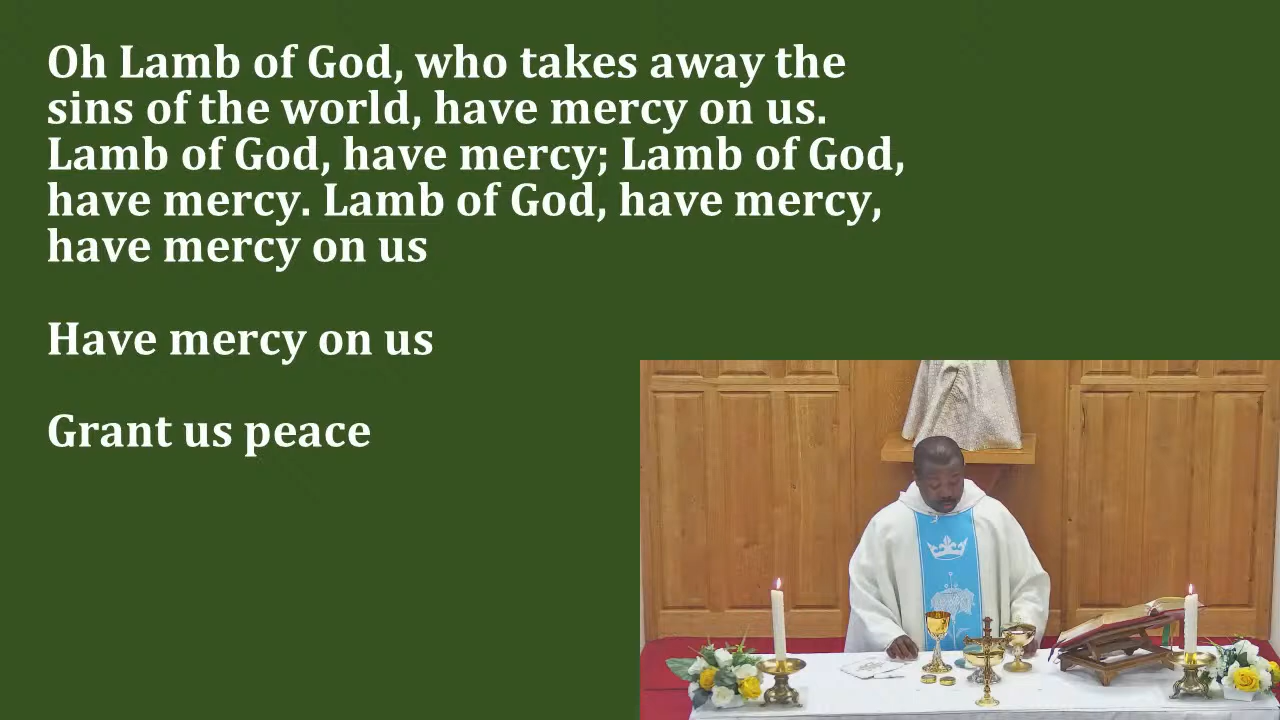 Oh Lamb of God, who takes away the
sins of the world, have mercy on us.
Lamb of God, have mercy; Lamb of God,
have mercy. Lamb of God, have mercy,
have mercy on us
Have mercy on us
Grant us peace